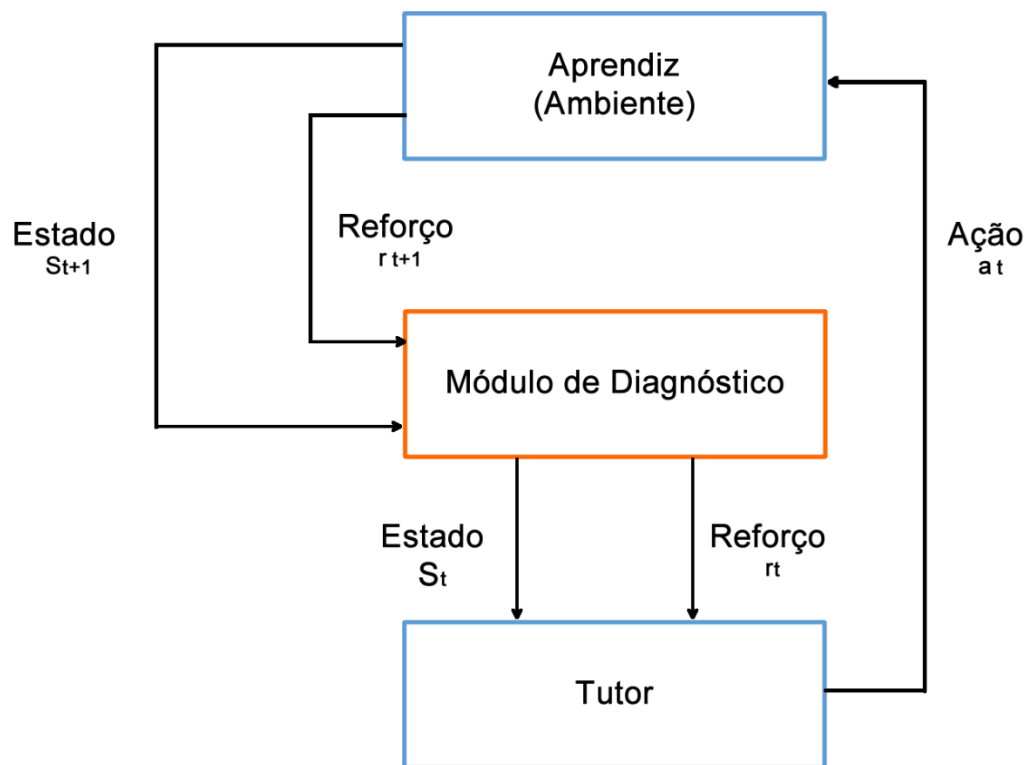 Aprendiz
(Ambiente)
Estado
St+1
Reforço
r t+1
Ação
a t
Módulo de Diagnóstico
Estado
St
Reforço
rt
Tutor